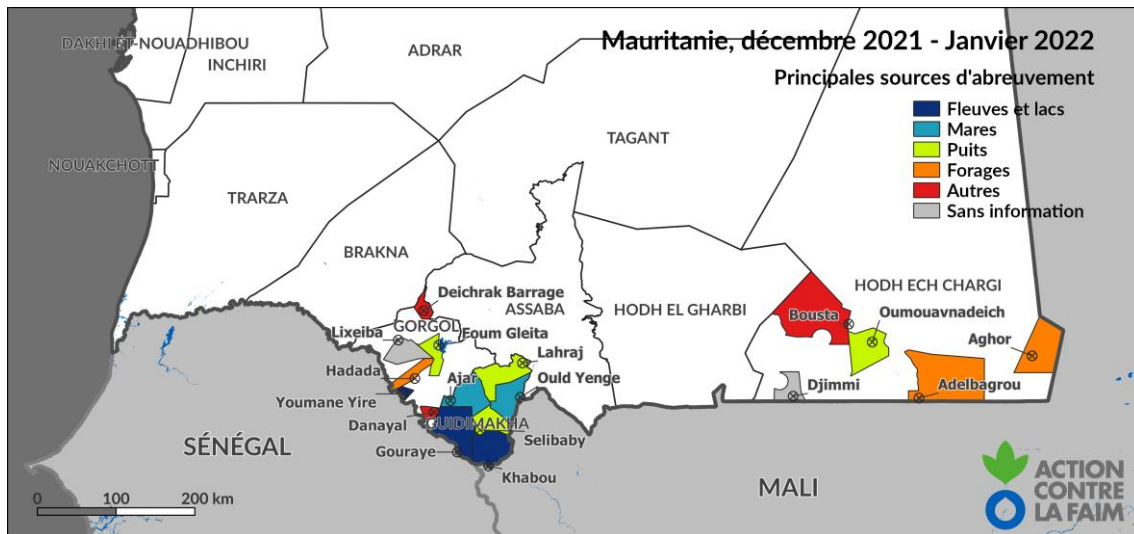 Mauritanie, décembre 2021 - Janvier 2022
Principales sources d'abreuvement
Fleuves et lacs
Mares
Puits
Forages
Autres
Sans information
DAKHLET-NOUADHIBOU
INCHIRI
ADRAR
NOUAKCHOTT
TAGANT
TRARZA
BRAKNA
Deichrak Barrage
ASSABA
HODH EL GHARBI
HODH ECH CHARGI
Bousta
Oumouavnadeich
Lixeiba
GORGOL
Foum Gleita
Aghor
Lahraj
Hadada
Ajar
Ould Yenge
Djimmi
Adelbagrou
Youmane Yire
Danayal
GUIDIMAKHA
Selibaby
SÉNÉGAL
Gouraye
Khabou
MALI
0 100 200 km
ACTION
CONTRE
LA FAIM